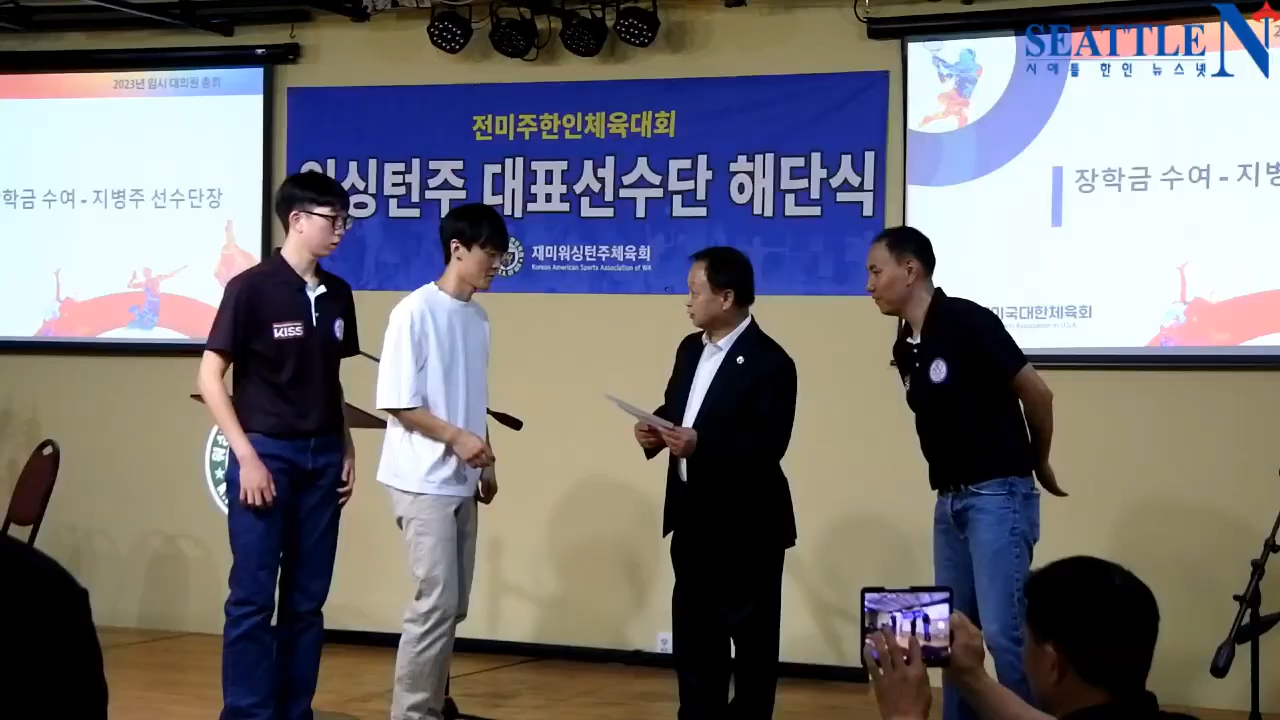 SEATTLE N
시애틀 한인 뉴스넷
2023년 임시 대의원 총회
학금 수여 - 지병주 선수단장
전미주한인체육대회
워싱턴주 대표선수단 해단식
재미워싱턴주체육회
Korean American Sports Association of WA
장학금 수여 - 지병
미국대한체육회
Association in U.S.A.
KISS